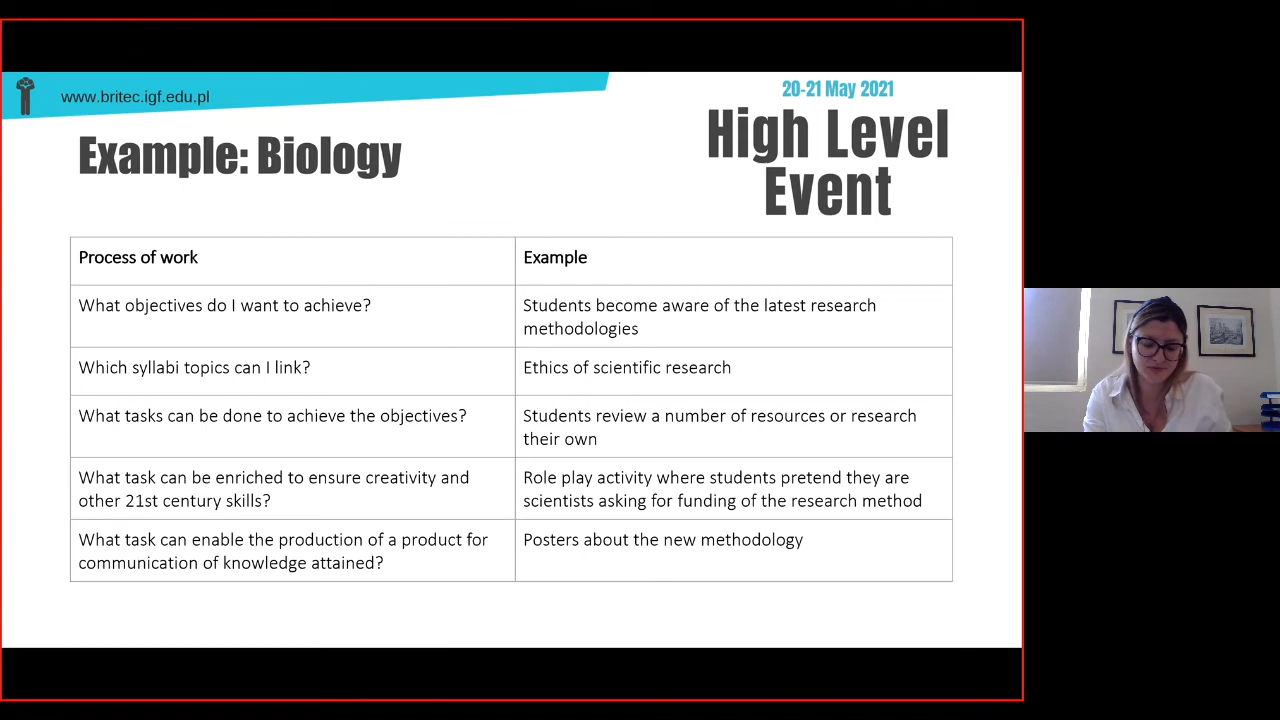 www.britec.igf.edu.pl
20-21 May 2021
High Level
Event
Example: Biology
Process of work
Example
What objectives do I want to achieve?
Students become aware of the latest research
methodologies
Which syllabi topics can I link?
Ethics of scientific research
What tasks can be done to achieve the objectives?
Students review a number of resources or research
their own
What task can be enriched to ensure creativity and
other 21st century skills?
Role play activity where students pretend they are
scientists asking for funding of the research method
What task can enable the production of a product for
communication of knowledge attained?
Posters about the new methodology